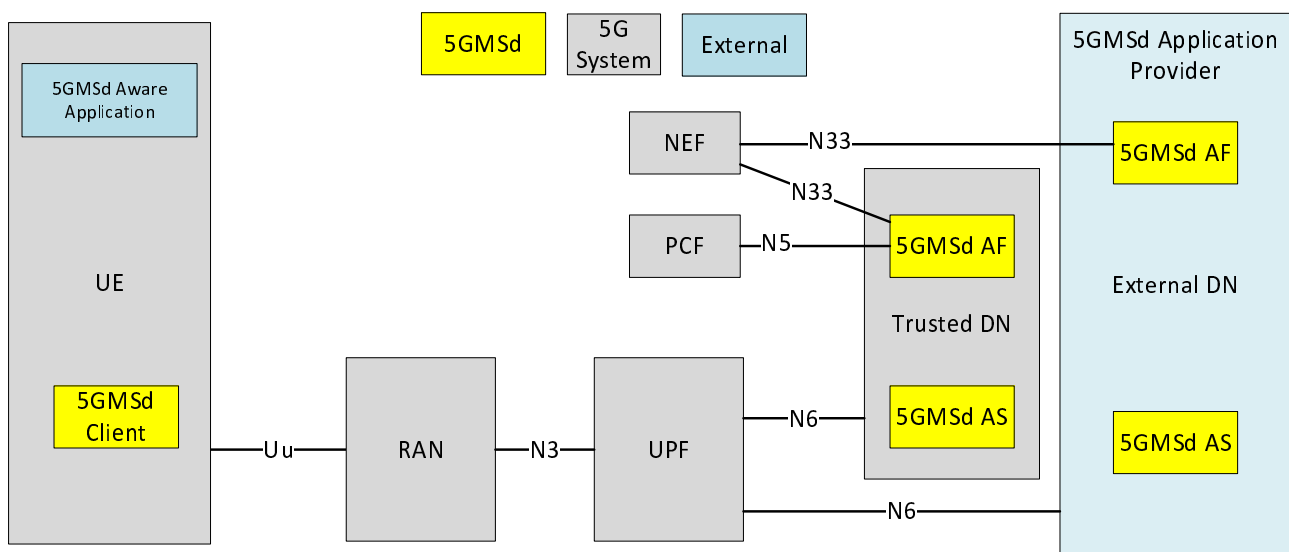 5GMSd
5G
System
External
5GMSd Application
Provider
5GMSd Aware
Application
NEF
N33
5GMSd AF
N33
PCF
N5
5GMSd AF
UE
External DN
Trusted DN
5GMSd
Client
5GMSd AS
N6
5GMSd AS
Uu
RAN
N3
UPF
N6